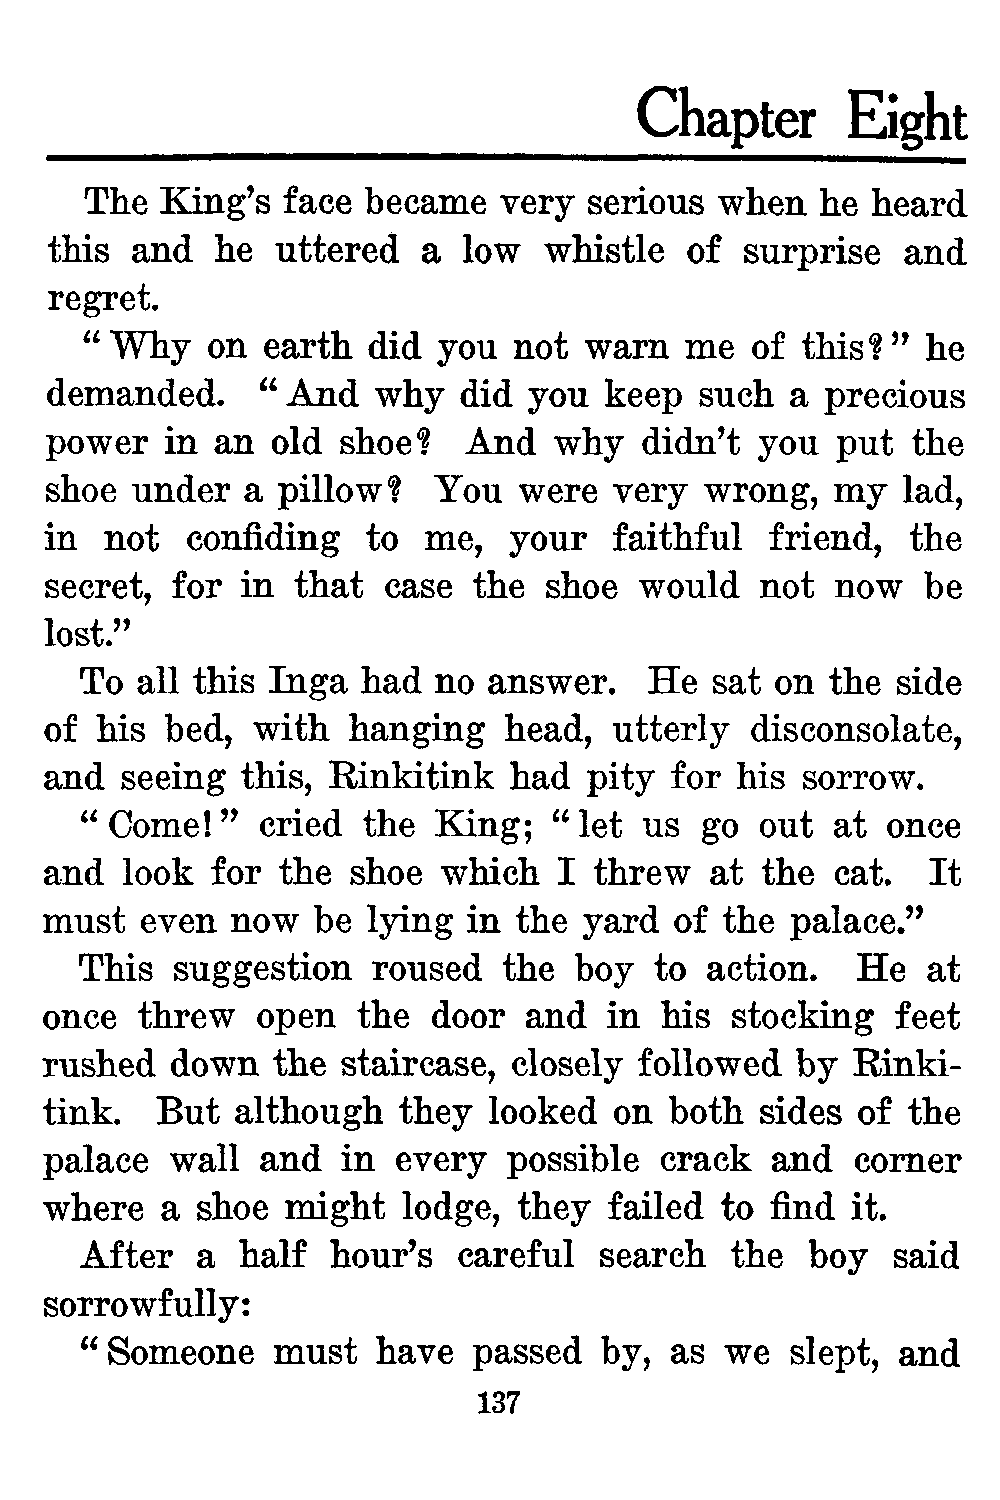 Chapter Eight
The King's face became very serious when he heard
this and he uttered a low whistle of surprise and
regret.
"Why on earth did you not warn me of this?" he
demanded. "And why did you keep such a precious
power in an old shoe? And why didn't you put the
shoe under a pillow? You were very wrong, my lad,
in not confiding to me, your faithful friend, the
secret, for in that case the shoe would not now be
lost."
To all this Inga had no answer. He sat on the side
of his bed, with hanging head, utterly disconsolate,
and seeing this, Rinkitink had pity for his sorrow.
"Come!" cried the King; "let us go out at once
and look for the shoe which I threw at the cat. It
must even now be lying in the yard of the palace."
This suggestion roused the boy to action. He at
once threw open the door and in his stocking feet
rushed down the staircase, closely followed by Rinki-
tink. But although they looked on both sides of the
palace wall and in every possible crack and corner
where a shoe might lodge, they failed to find it.
After a half hour's careful search the boy said
sorrowfully:
"Someone must have passed by, as we slept, and
137